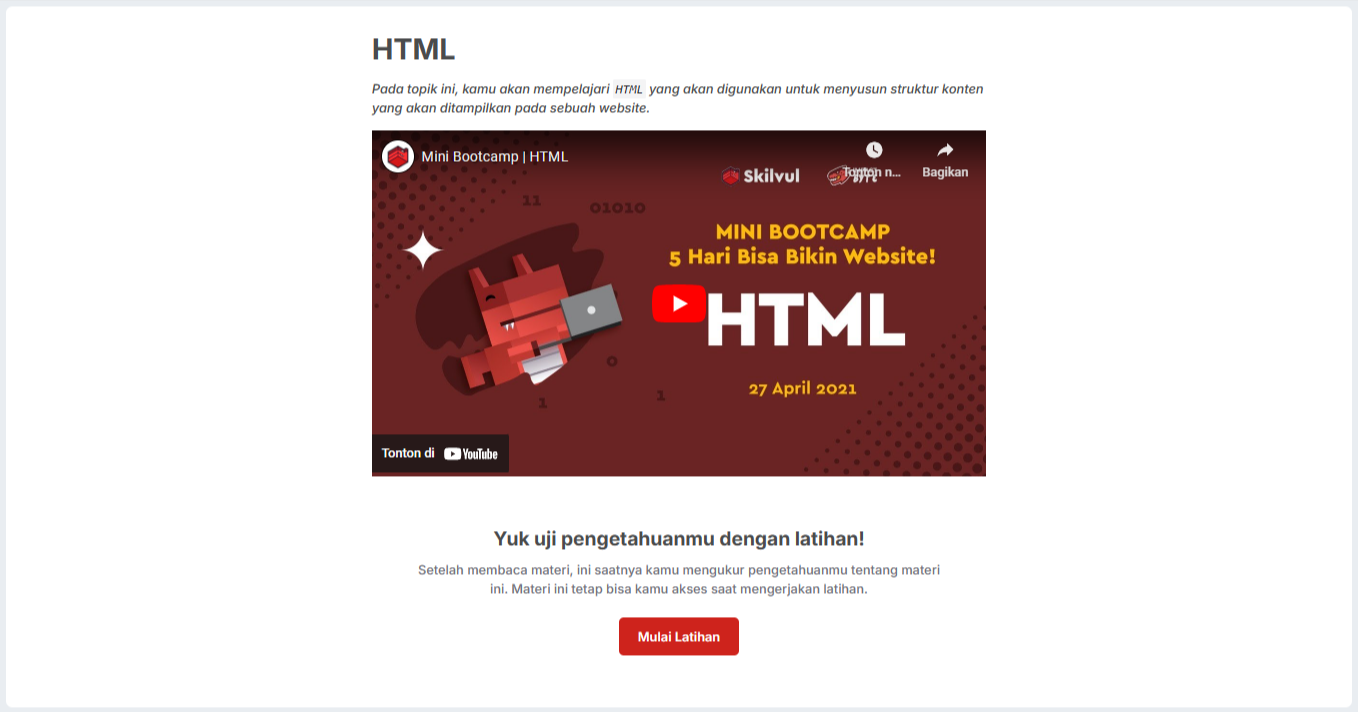 HTML
Pada topik ini, kamu akan mempelajari HTML yang akan digunakan untuk menyusun struktur konten
yang akan ditampilkan pada sebuah website.
Mini Bootcamp | HTML
Skilvul
Tonton n...
Bagikan
11
01010
MINI BOOTCAMP
5 Hari Bisa Bikin Website!
HTML
0
1
1
27 April 2021
Tonton di YouTube
Yuk uji pengetahuanmu dengan latihan!
Setelah membaca materi, ini saatnya kamu mengukur pengetahuanmu tentang materi
ini. Materi ini tetap bisa kamu akses saat mengerjakan latihan.
Mulai Latihan